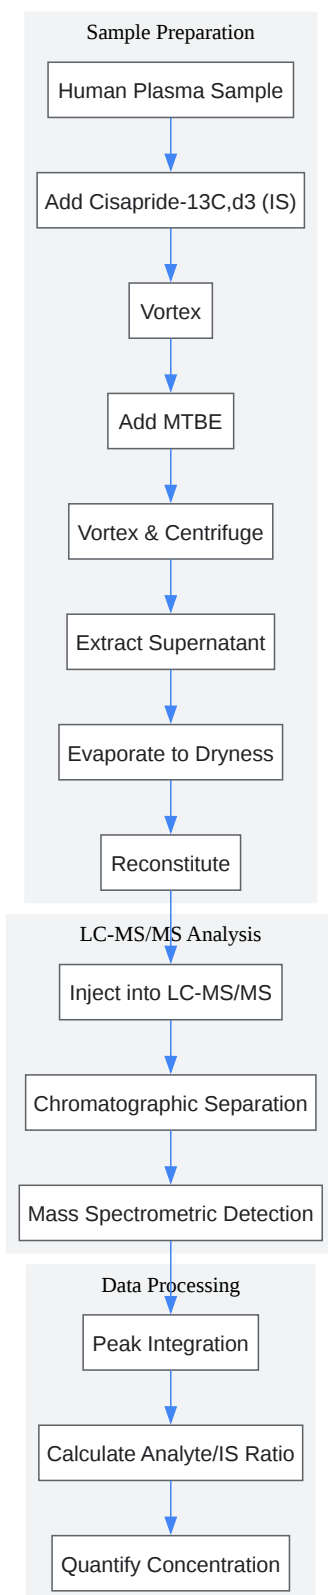 Sample Preparation
Human Plasma Sample
Add Cisapride-13C,d3 (IS)
Vortex
Add MTBE
Vortex & Centrifuge
Extract Supernatant
Evaporate to Dryness
Reconstitute
LC-MS/MS Analysis
Inject into LC-MS/MS
Chromatographic Separation
Mass Spectrometric Detection
Data Processing
Peak Integration
Calculate Analyte/IS Ratio
Quantify Concentration